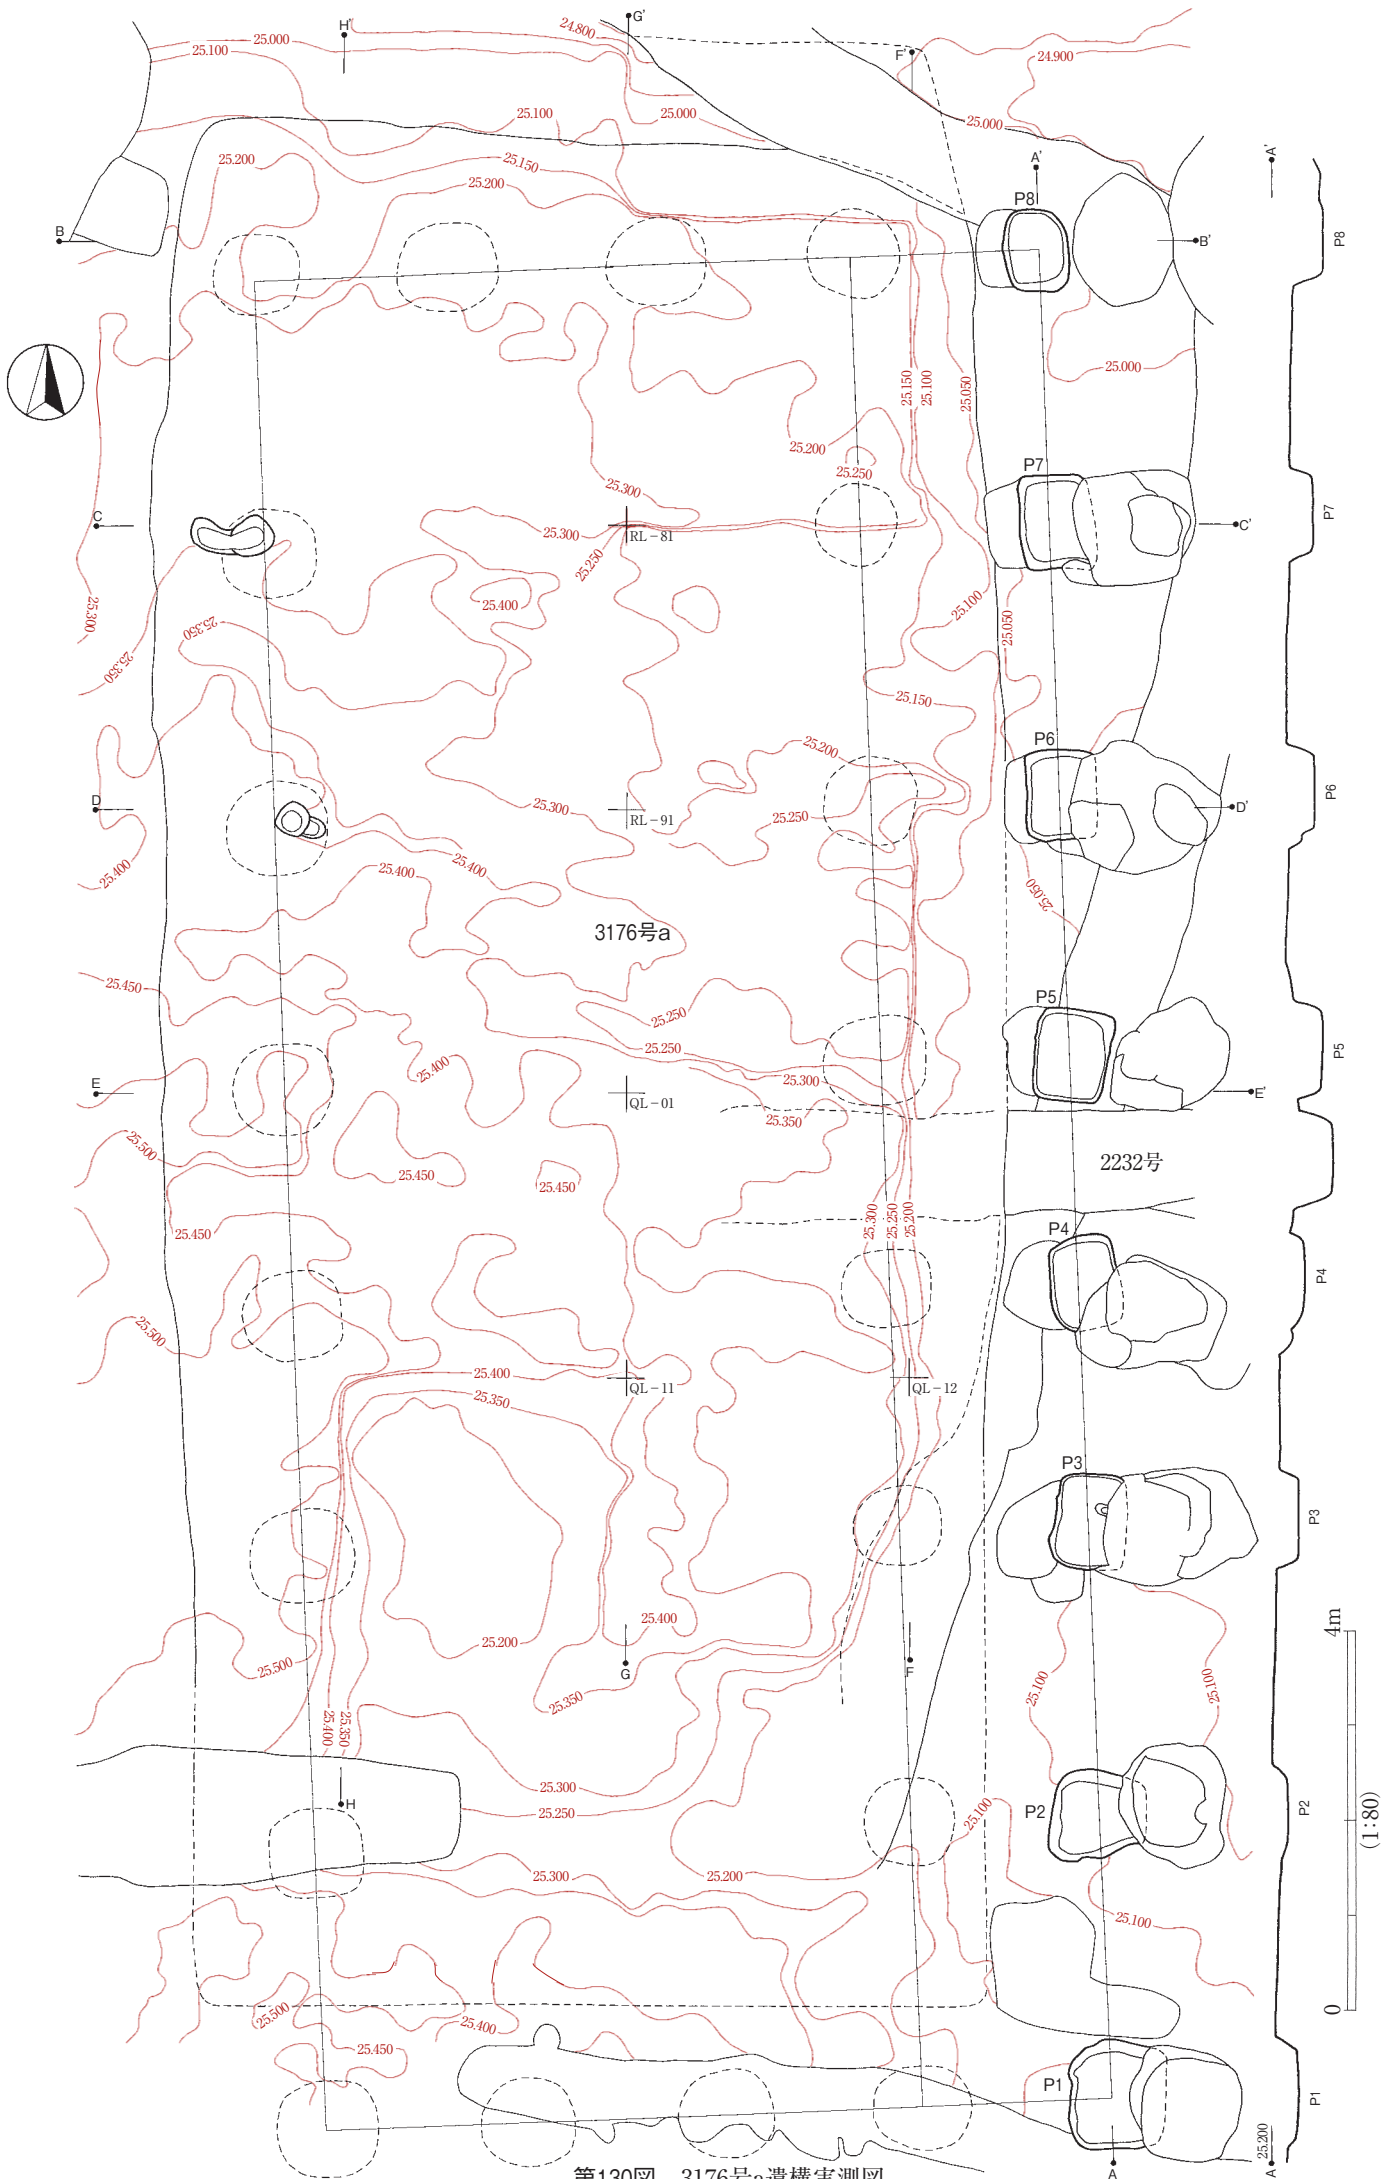 H'
G'
24.800
25.000
25.100
F'
24.900
25.100
25.000
25.000
25.200
25.150
25.200
A'
A'
P8
B
B'
P8
25.000
25.150
25.100
25.050
25.200
25.250
25.300
P7
P7
C
25.300
RL-81
C'
25.250
25.400
25.300
25.350
25.350
25.100
25.050
25.150
25.200
P6
D
25.300
RL-91
25.250
D'
P6
25.400
25.400
25.400
25.050
3176号a
25.450
P5
25.250
25.250
25.400
25.300
P5
E
QL-01
25.350
E'
25.500
25.450
25.450
2232号
25.450
25.300
25.250
25.200
P4
P4
25.500
25.400
25.350
QL-11
QL-12
P3
P3
25.400
25.200
25.500
G
F
25.350
25.100
25.100
4m
25.400
25.350
25.300
25.250
H
25.100
P2
P2
(1:80)
25.300
25.200
25.100
25.500
25.400
0
25.450
P1
P1
25.200
A
A
第130図 3176号a遺構実測図